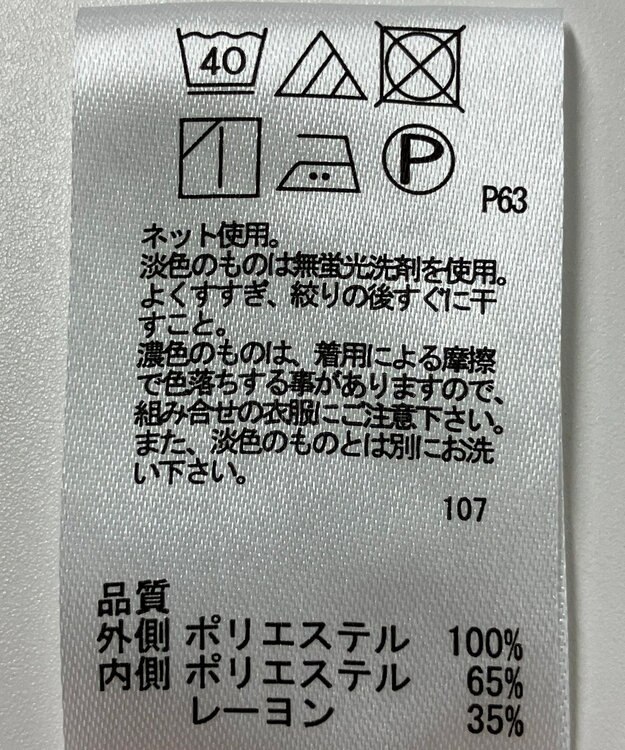 40
P
P63
ネット使用。
淡色のものは無蛍光洗剤を使用。
よくすすぎ、絞りの後すぐに干
すこと。
濃色のものは、着用による摩擦
で色落ちする事がありますので、
組み合せの衣服にご注意下さい。
また、淡色のものとは別にお洗
い下さい。
107
品質
外側 ポリエステル 100%
内側 ポリエステル 65%
レーヨン 35%